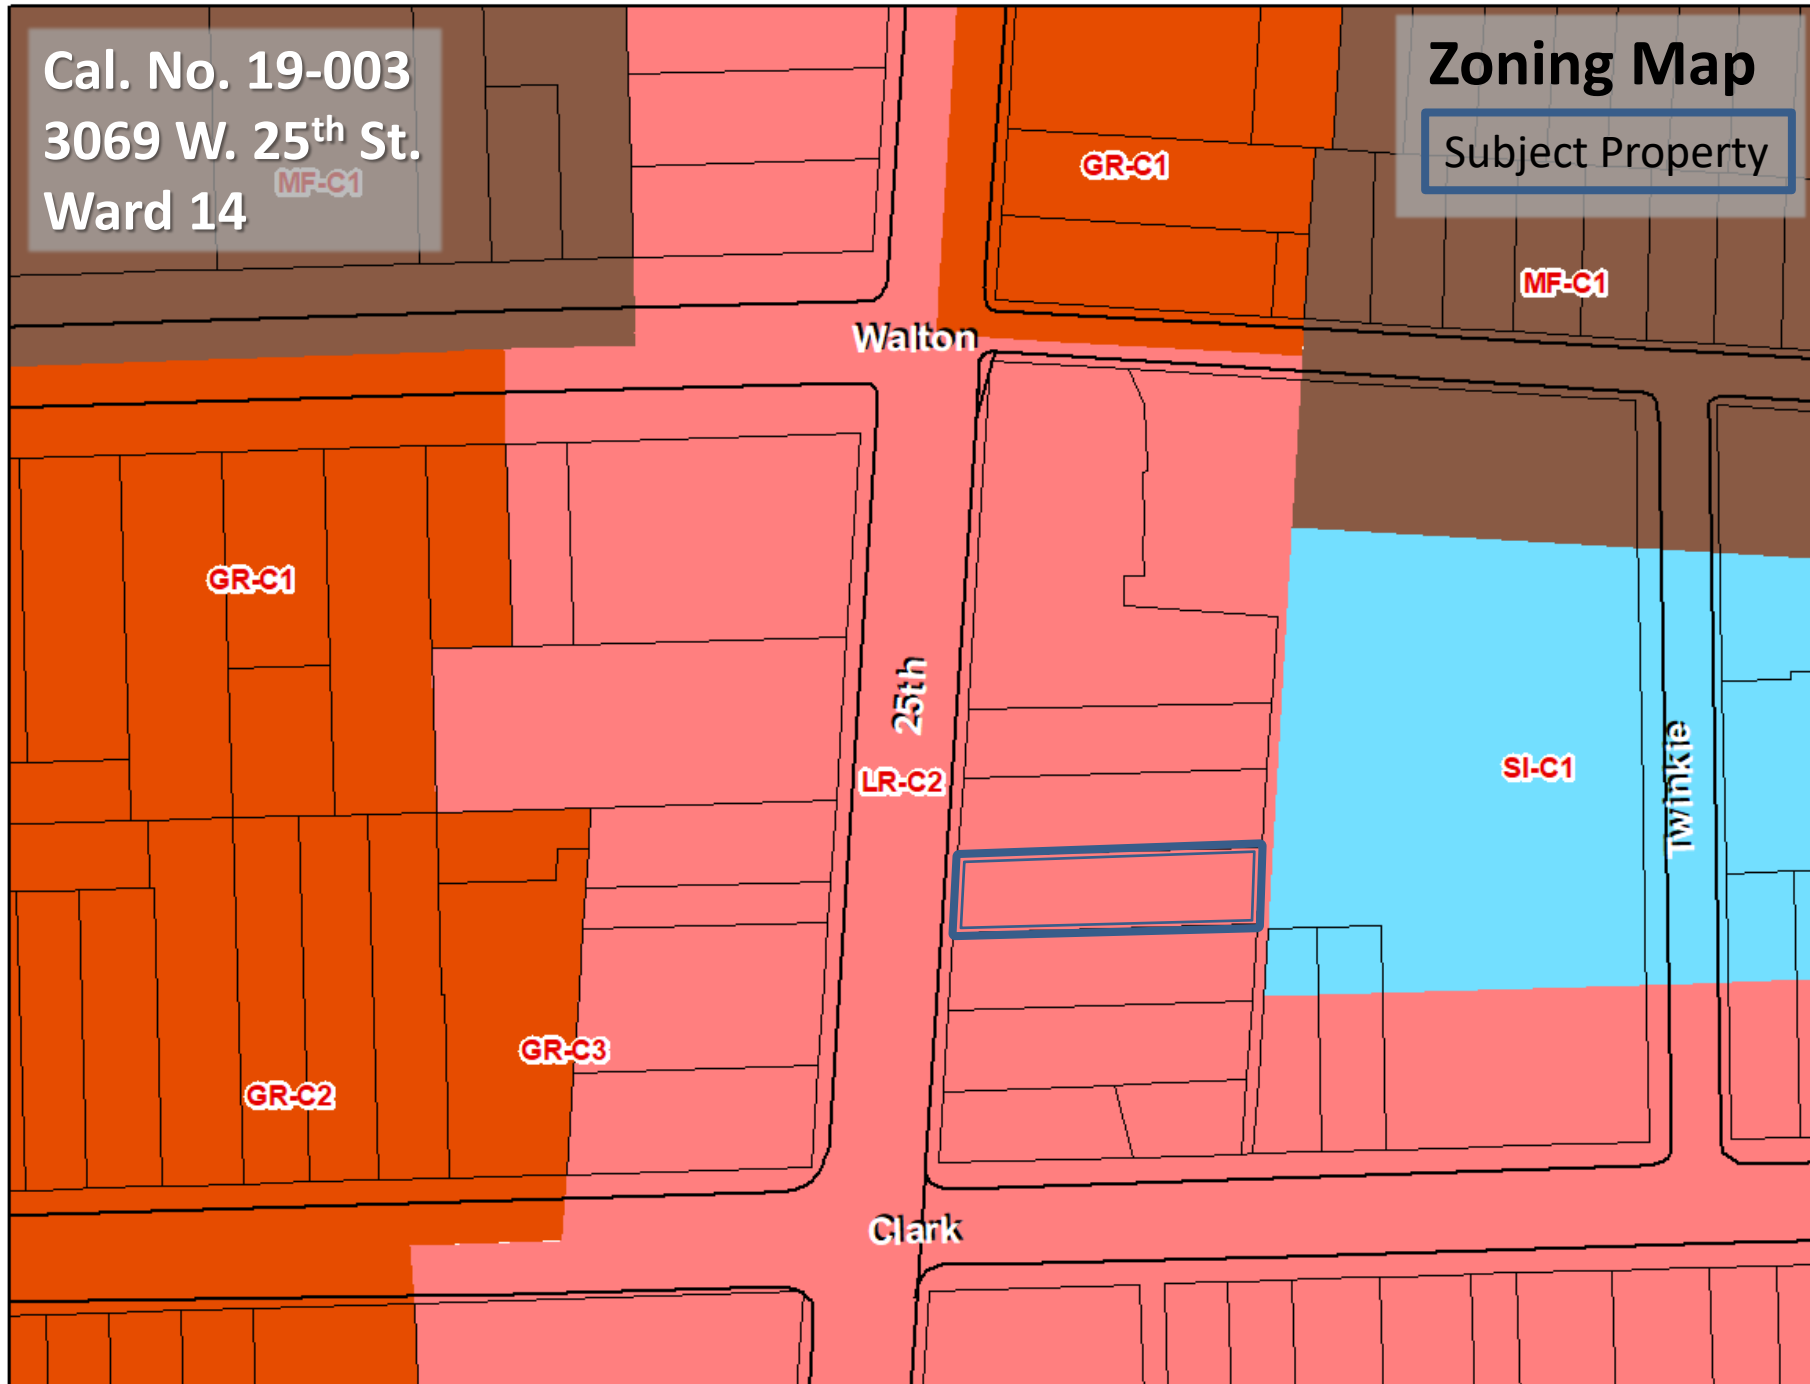 Cal. No. 19-003
3069 W. 25th St.
MF-C1
Ward 14
Zoning Map
Subject Property
GR-C1
MF-C1
Walton
GR-C1
25th
LR-C2
SI-C1
Twinkie
GR-C3
GR-C2
Clark